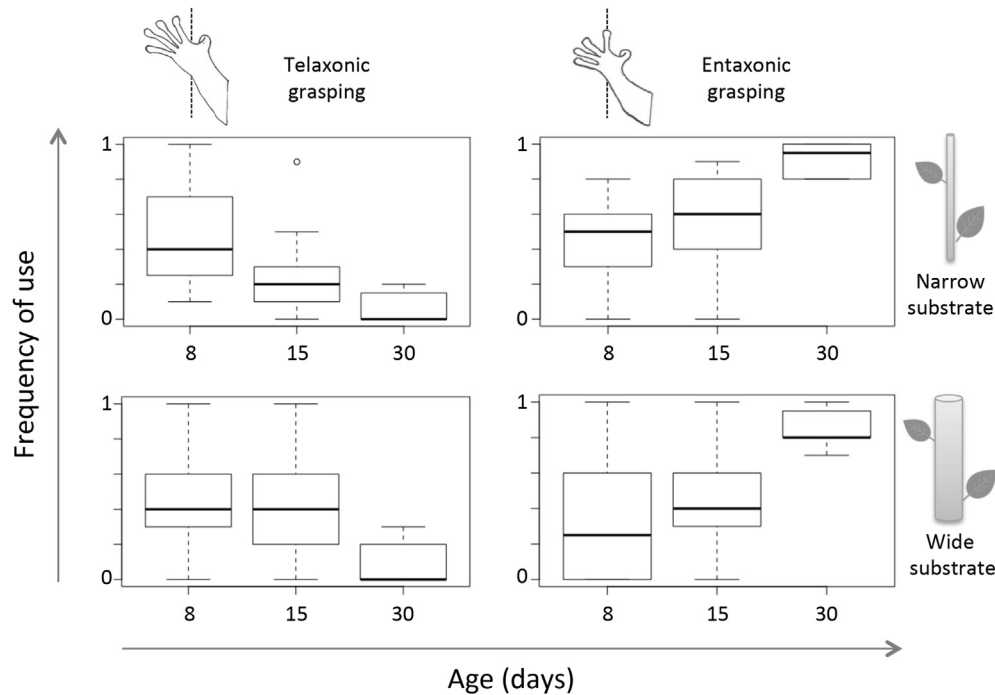 Telaxonic
grasping
Entaxonic
grasping
Frequency of use
1
0
8 15 30
1
0
8 15 30
Narrow
substrate
1
0
8 15 30
1
0
8 15 30
Wide
substrate
Age (days)